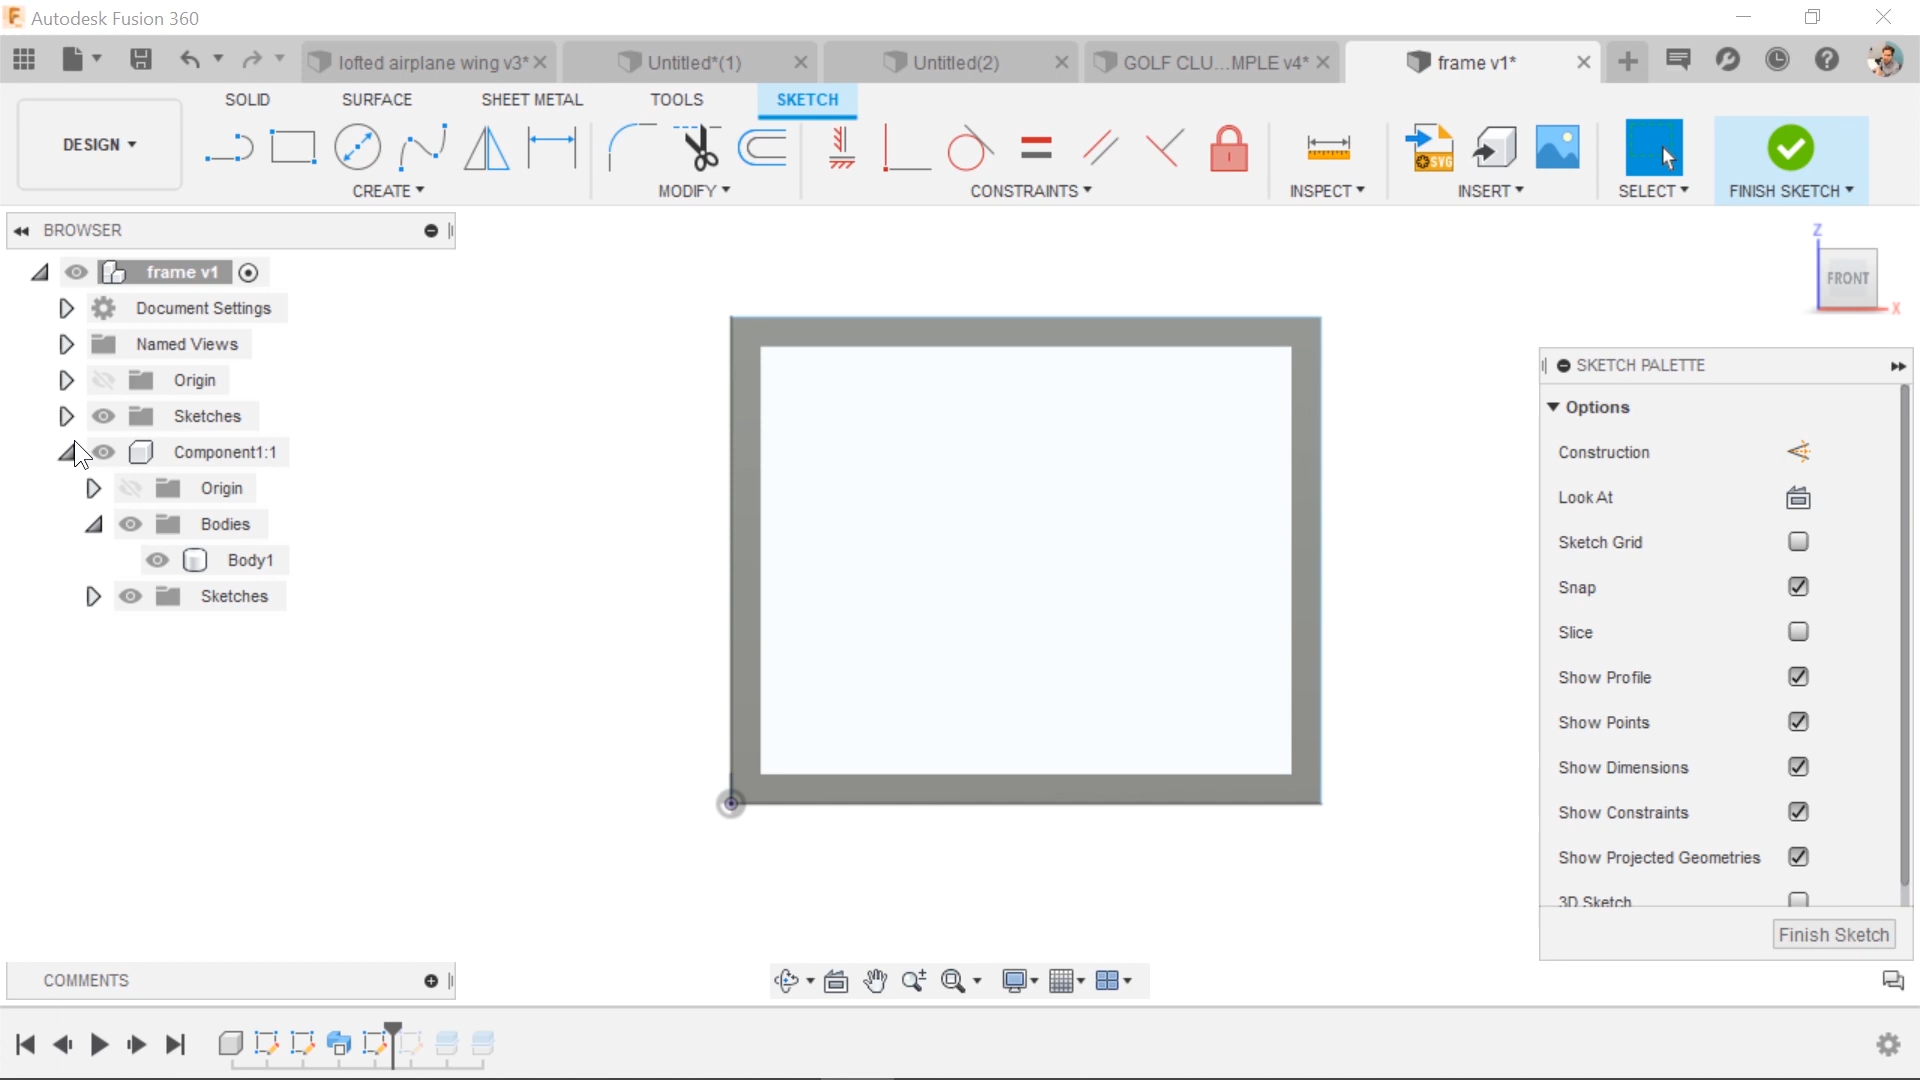 Autodesk Fusion 360
lofted airplane wing v3*
Untitled*(1)
Untitled(2)
GOLF CLU...MPLE v4*
frame v1*
SOLID
SURFACE
SHEET METAL
TOOLS
SKETCH
DESIGN
SVG
CREATE
MODIFY
CONSTRAINTS
INSPECT
INSERT
SELECT
FINISH SKETCH
BROWSER
frame v1
Document Settings
Named Views
Origin
Sketches
Component1:1
Origin
Bodies
Body1
Sketches
Z
FRONT
X
SKETCH PALETTE
Options
Construction
Look At
Sketch Grid
Snap
Slice
Show Profile
Show Points
Show Dimensions
Show Constraints
Show Projected Geometries
3D Sketch
Finish Sketch
COMMENTS